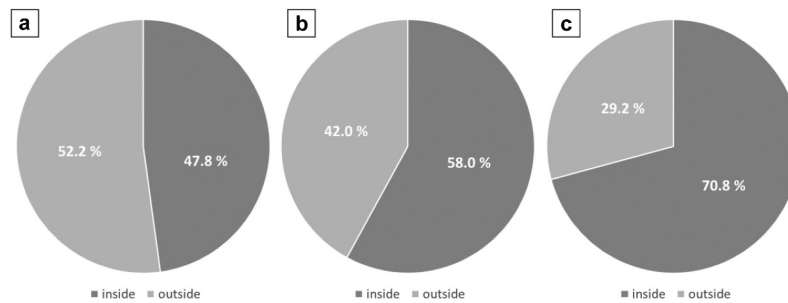 a
52.2 %
47.8 %
inside outside
b
42.0 %
58.0 %
inside outside
c
29.2 %
70.8 %
inside outside